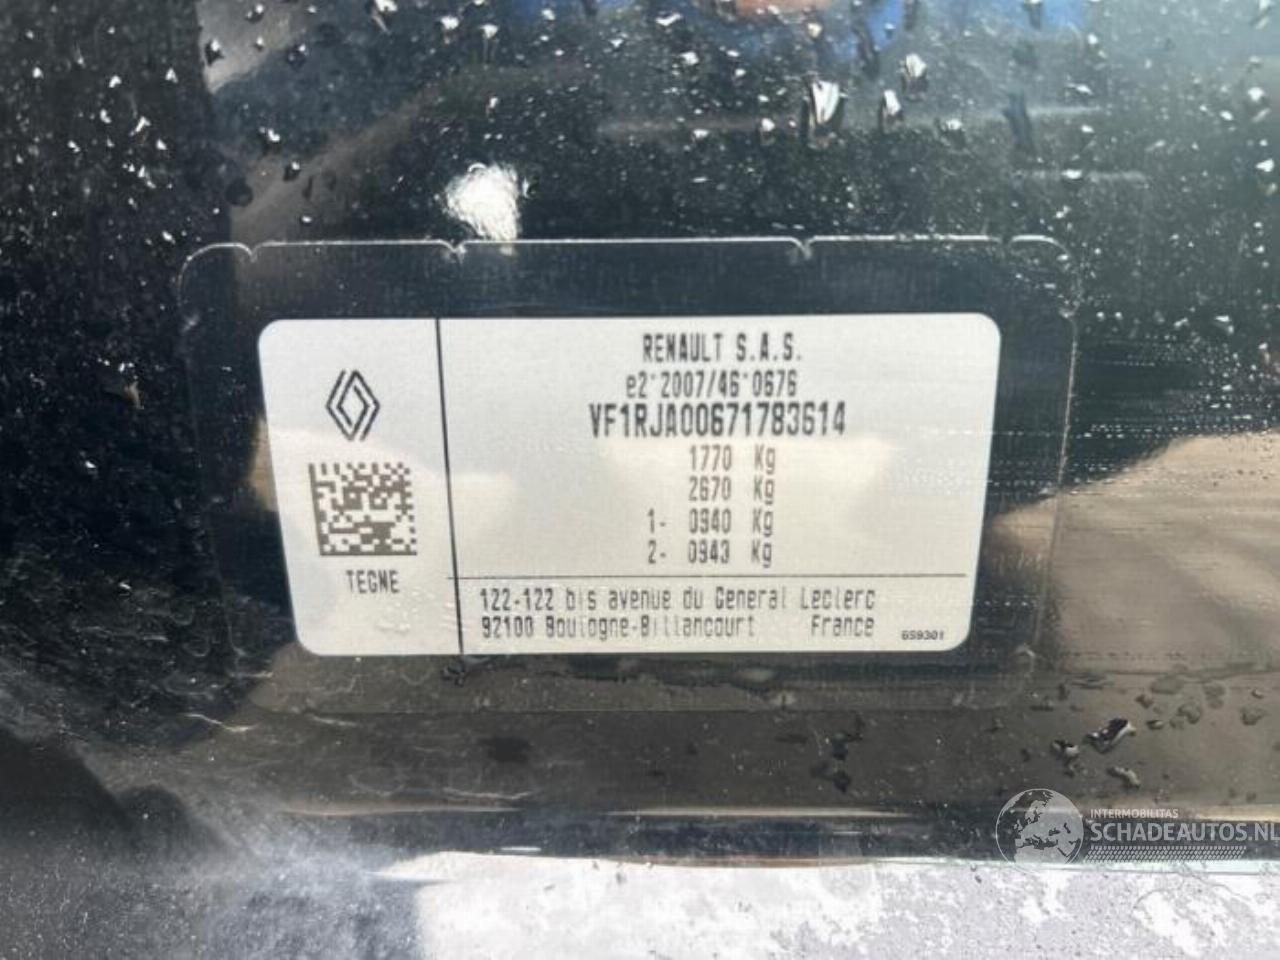 RENAULT S.A.S.
e2*2007/46*0676
VF1RJA00671783614
1770 Kg
2670 Kg
1- 0940 Kg
2- 0943 Kg
TEGNE
122-122 bis avenue du General Leclerc
92100 Boulogne-Billancourt France
659301
INTERMOBILITAS
SCHADEAUTOS.NL